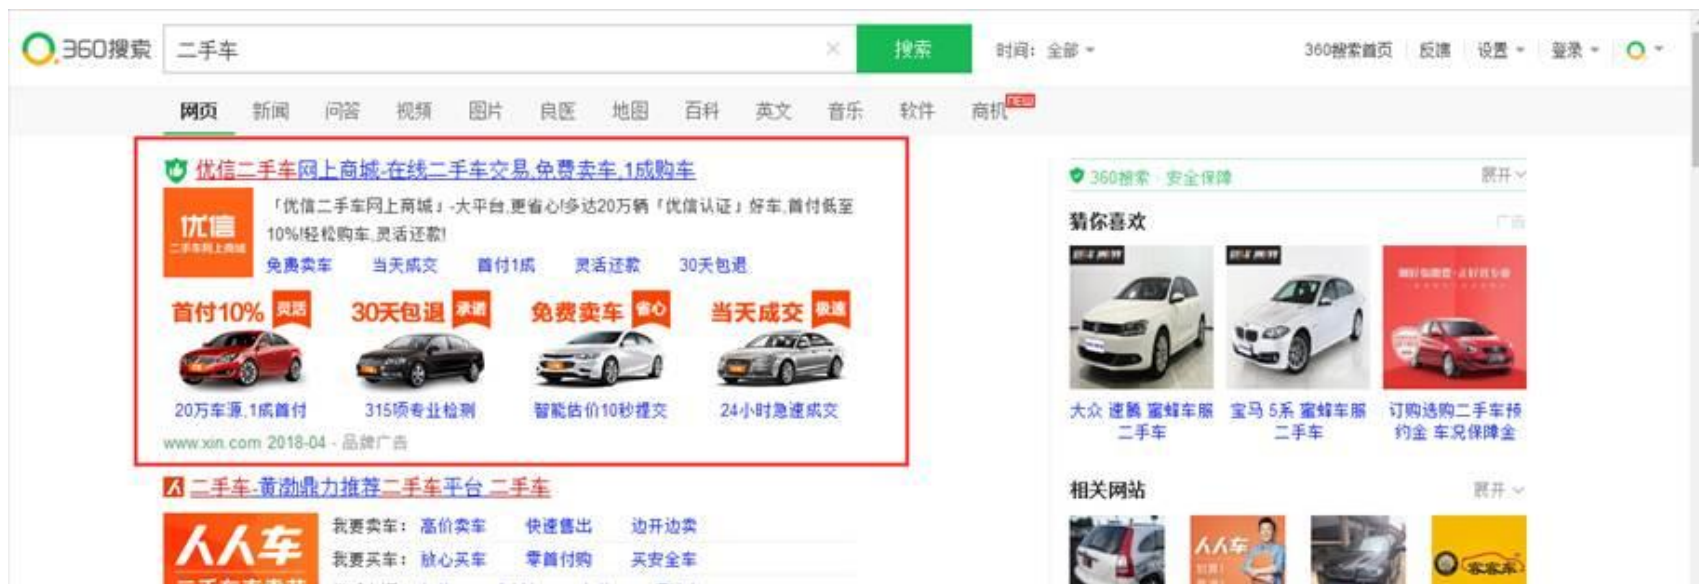 360搜索 二手车 × 搜索 时间：全部 360搜索首页 反馈 设置 登录
网页 新闻 问答 视频 图片 良医 地图 百科 英文 音乐 软件 商机 NEW
优信二手车网上商城-在线二手车交易,免费卖车,1成购车
优信
二手车网上商城
「优信二手车网上商城」-大平台,更省心!多达20万辆「优信认证」好车,首付低至
10%!轻松购车,灵活还款!
免费卖车 当天成交 首付1成 灵活还款 30天包退
首付10% 灵活 30天包退 承诺 免费卖车 省心 当天成交 极速
20万车源,1成首付 315项专业检测 智能估价10秒提交 24小时急速成交
www.xin.com 2018-04 - 品牌广告
人 二手车-黄渤鼎力推荐二手车平台 二手车
人人车
我要卖车： 高价卖车 快速售出 边开边卖
我要买车： 放心买车 零首付购 买安全车
360搜索 · 安全保障 展开
猜你喜欢 广告
大众 速腾 蜜蜂车服 宝马 5系 蜜蜂车服 订购选购二手车预
二手车 二手车 约金 车况保障金
相关网站 展开
人人车
客客车